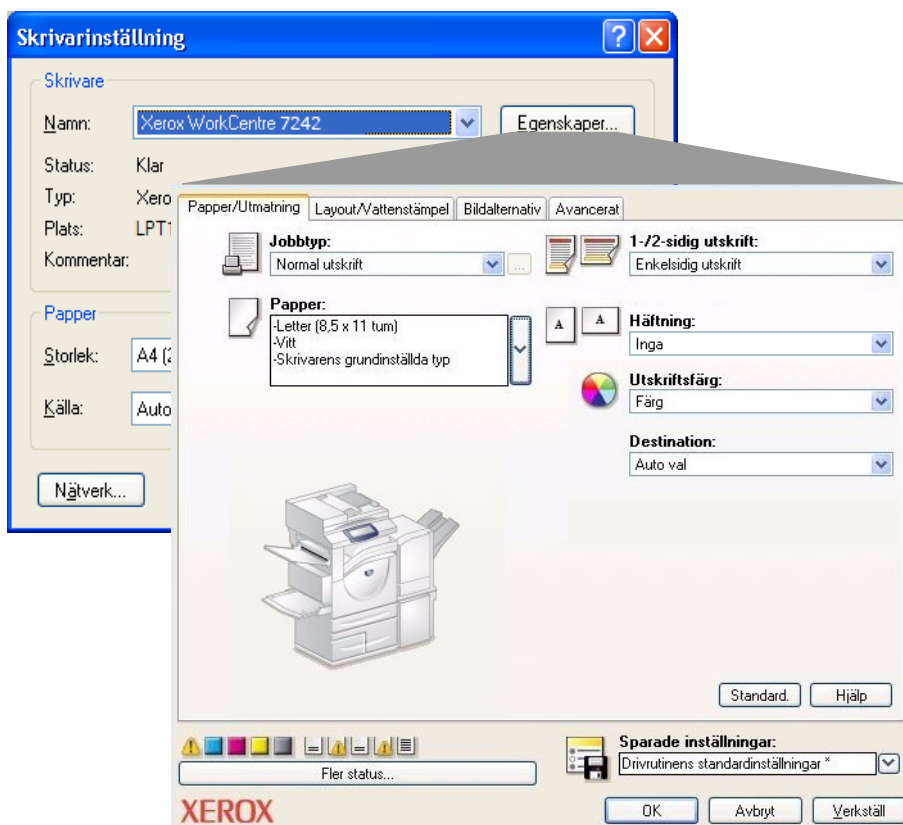 Skrivarinställning
Skrivare
Namn:
Xerox WorkCentre 7242
Egenskaper...
Status:
Klar
Typ:
Xero
Plats:
LPT1
Kommentar:
Papper
Storlek:
A4 (2
Källa:
Auto
Nätverk...
Papper/Utmatning
Layout/Vattenstämpel
Bildalternativ
Avancerat
Jobbtyp:
Normal utskrift
...
Papper:
-Letter (8,5 x 11 tum)
-Vitt
-Skrivarens grundinställda typ
1-/2-sidig utskrift:
Enkelsidig utskrift
A
A
Häftning:
Inga
Utskriftsfärg:
Färg
Destination:
Auto val
Standard.
Hjälp
Fler status...
Sparade inställningar:
Drivrutinens standardinställningar *
XEROX
OK
Avbryt
Verkställ